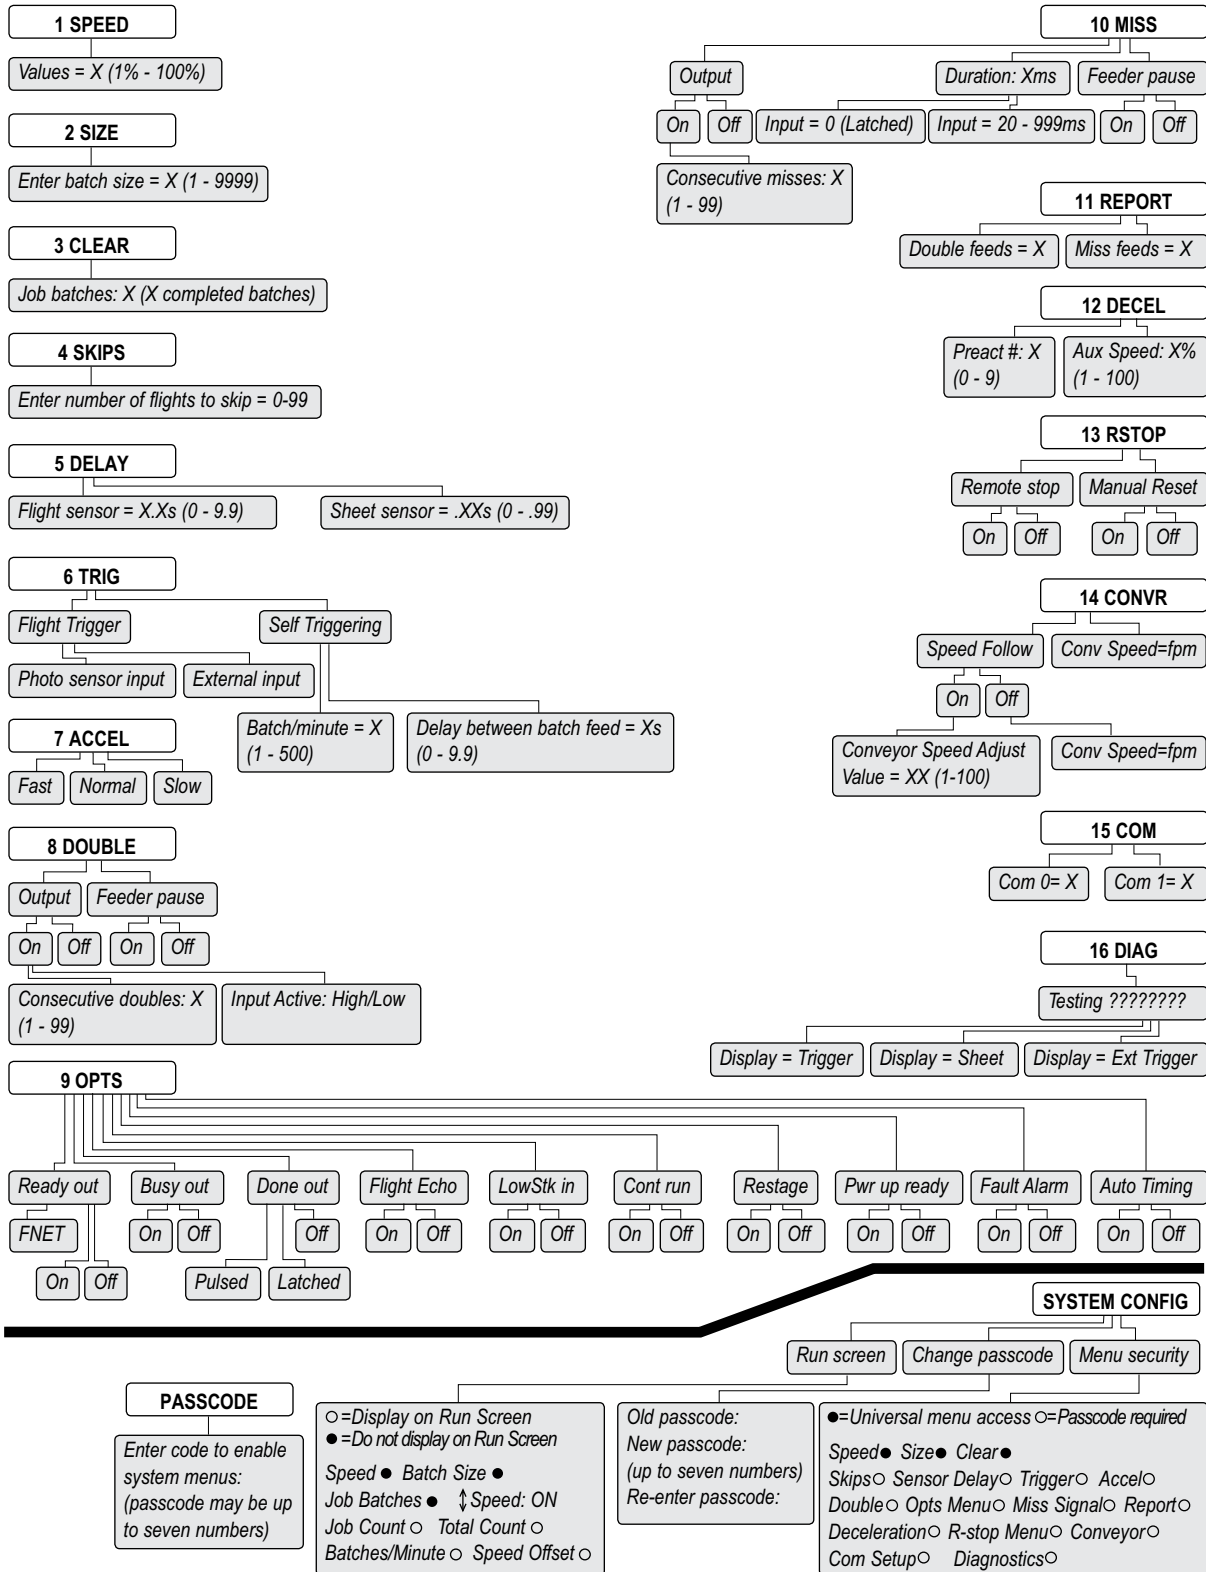 1 SPEED
Values = X (1% - 100%)
2 SIZE
Enter batch size = X (1 - 9999)
3 CLEAR
Job batches: X (X completed batches)
4 SKIPS
Enter number of flights to skip = 0-99
5 DELAY
Flight sensor = X.Xs (0 - 9.9)
Sheet sensor = .XXs (0 - .99)
6 TRIG
Flight Trigger
Self Triggering
Photo sensor input
External input
Batch/minute = X
(1 - 500)
Delay between batch feed = Xs
(0 - 9.9)
7 ACCEL
Fast
Normal
Slow
8 DOUBLE
Output
Feeder pause
On
Off
On
Off
Consecutive doubles: X
(1 - 99)
Input Active: High/Low
10 MISS
Output
Duration: Xms
Feeder pause
On
Off
Input = 0 (Latched)
Input = 20 - 999ms
On
Off
Consecutive misses: X
(1 - 99)
11 REPORT
Double feeds = X
Miss feeds = X
12 DECEL
Preact #: X
(0 - 9)
Aux Speed: X%
(1 - 100)
13 RSTOP
Remote stop
Manual Reset
On
Off
On
Off
14 CONVR
Speed Follow
Conv Speed=fpm
On
Off
Conveyor Speed Adjust
Value = XX (1-100)
Conv Speed=fpm
15 COM
Com 0= X
Com 1= X
16 DIAG
Testing ????????
Display = Trigger
Display = Sheet
Display = Ext Trigger
9 OPTS
Ready out
Busy out
Done out
Flight Echo
LowStk in
Cont run
Restage
Pwr up ready
Fault Alarm
Auto Timing
FNET
On
Off
Off
On
Off
On
Off
On
Off
On
Off
On
Off
On
Off
On
Off
On
Off
Pulsed
Latched
SYSTEM CONFIG
Run screen
Change passcode
Menu security
PASSCODE
Enter code to enable
system menus:
(passcode may be up
to seven numbers)
○=Display on Run Screen
●=Do not display on Run Screen
Speed ● Batch Size ●
Job Batches ● ↕Speed: ON
Job Count ○ Total Count ○
Batches/Minute ○ Speed Offset ○
Old passcode:
New passcode:
(up to seven numbers)
Re-enter passcode:
●=Universal menu access ○=Passcode required
Speed● Size● Clear●
Skips○ Sensor Delay○ Trigger○ Accel○
Double○ Opts Menu○ Miss Signal○ Report○
Deceleration○ R-stop Menu○ Conveyor○
Com Setup○ Diagnostics○